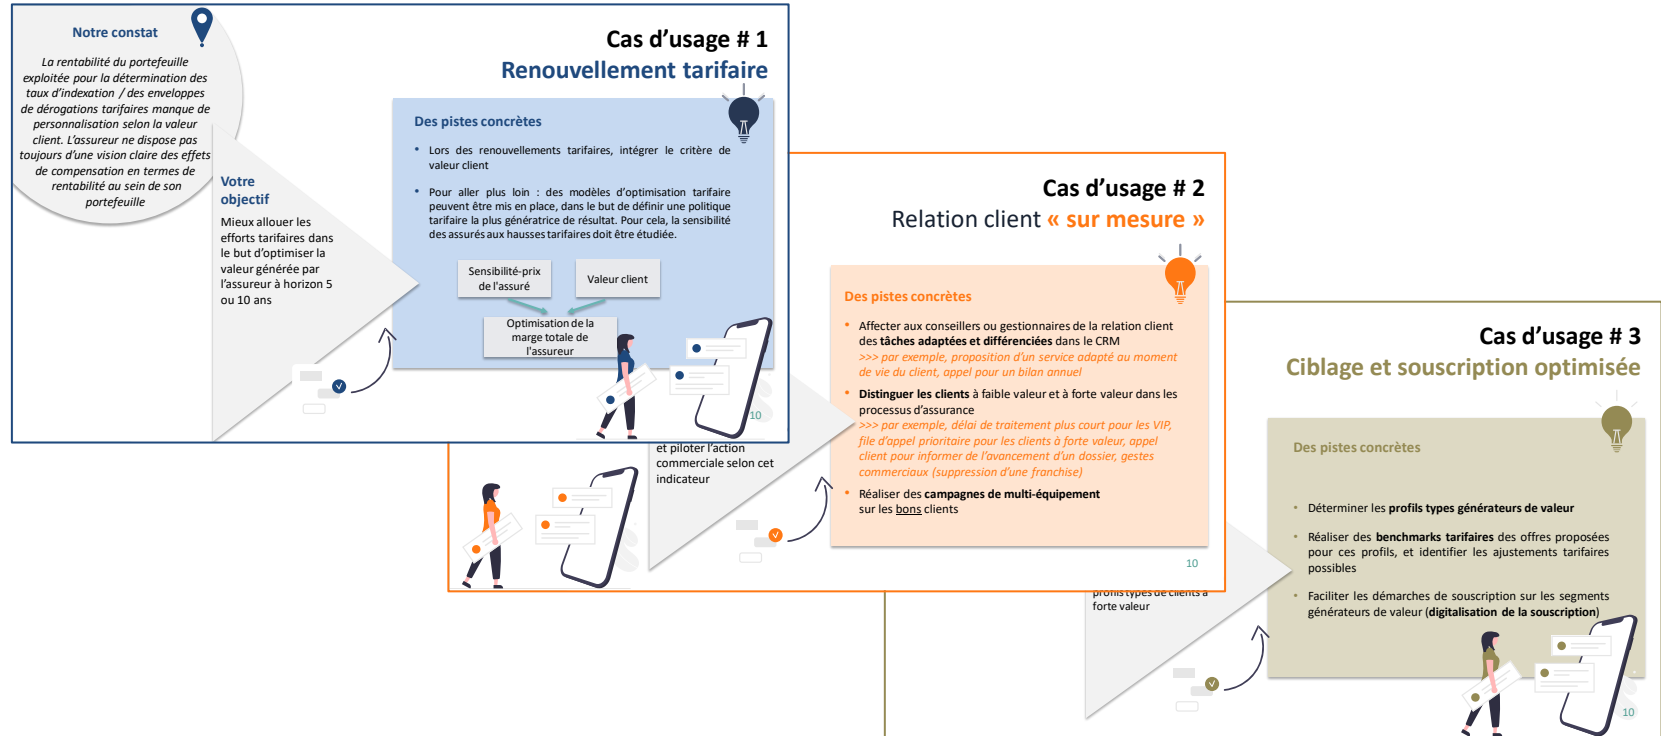 Notre constat
La rentabilité du portefeuille
exploitée pour la détermination des
taux d'indexation / des enveloppes
de dérogations tarifaires manque de
personnalisation selon la valeur
client. L'assureur ne dispose pas
toujours d'une vision claire des effets
de compensation en termes de
rentabilité au sein de son
portefeuille
Votre
objectif
Mieux allouer les
efforts tarifaires dans
le but d'optimiser la
valeur générée par
l'assureur à horizon 5
ou 10 ans
Cas d'usage # 1
Renouvellement tarifaire
Des pistes concrètes
• Lors des renouvellements tarifaires, intégrer le critère de
valeur client
• Pour aller plus loin : des modèles d'optimisation tarifaire
peuvent être mis en place, dans le but de définir une politique
tarifaire la plus génératrice de résultat. Pour cela, la sensibilité
des assurés aux hausses tarifaires doit être étudiée.
Sensibilité-prix
de l'assuré
Valeur client
Optimisation de la
marge totale de
l'assureur
10
Cas d'usage # 2
Relation client « sur mesure »
et piloter l'action
commerciale selon cet
indicateur
Des pistes concrètes
• Affecter aux conseillers ou gestionnaires de la relation client
des tâches adaptées et différenciées dans le CRM
>>> par exemple, proposition d'un service adapté au moment
de vie du client, appel pour un bilan annuel
• Distinguer les clients à faible valeur et à forte valeur dans les
processus d'assurance
>>> par exemple, délai de traitement plus court pour les VIP,
file d'appel prioritaire pour les clients à forte valeur, appel
client pour informer de l'avancement d'un dossier, gestes
commerciaux (suppression d'une franchise)
• Réaliser des campagnes de multi-équipement
sur les bons clients
10
Cas d'usage # 3
Ciblage et souscription optimisée
profils types de clients à
forte valeur
Des pistes concrètes
• Déterminer les profils types générateurs de valeur
• Réaliser des benchmarks tarifaires des offres proposées
pour ces profils, et identifier les ajustements tarifaires
possibles
• Faciliter les démarches de souscription sur les segments
générateurs de valeur (digitalisation de la souscription)
10